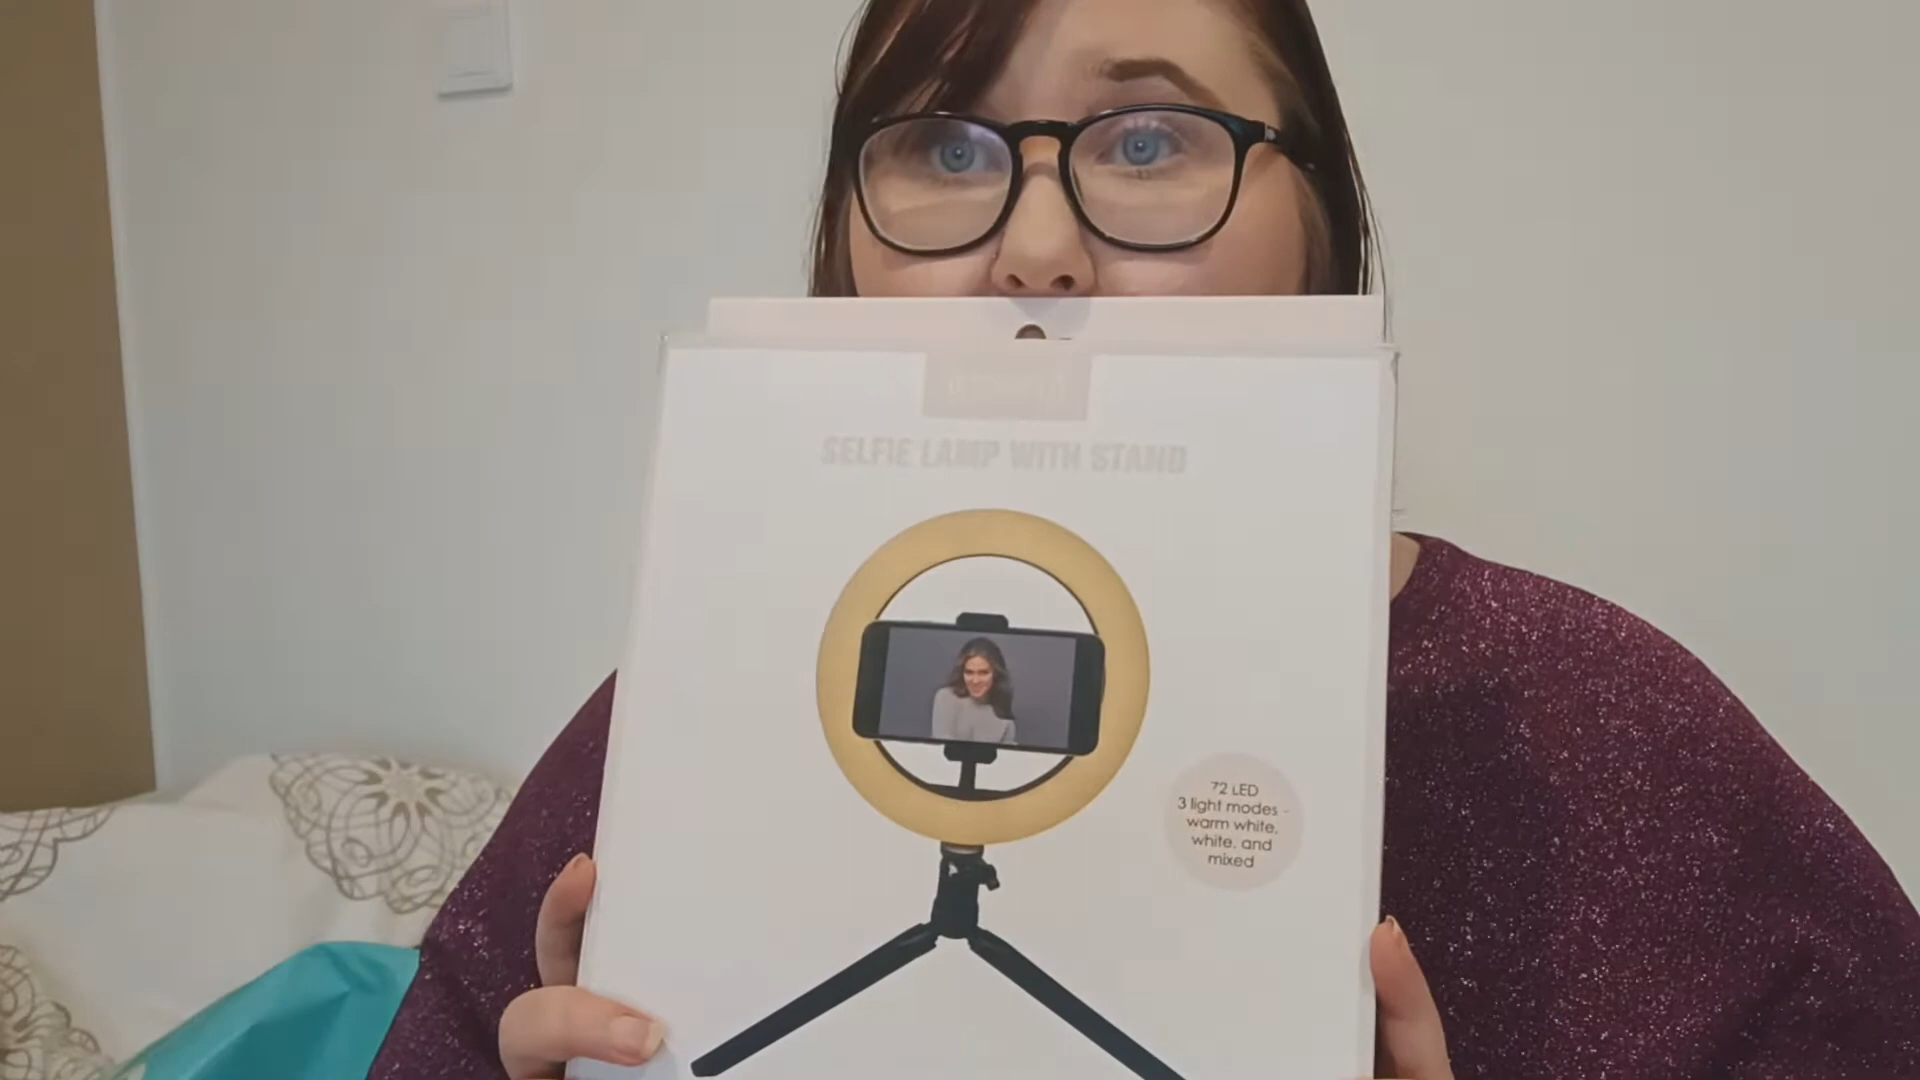 SELFIE LAMP WITH STAND
72 LED
3 light modes -
warm white,
white, and
mixed